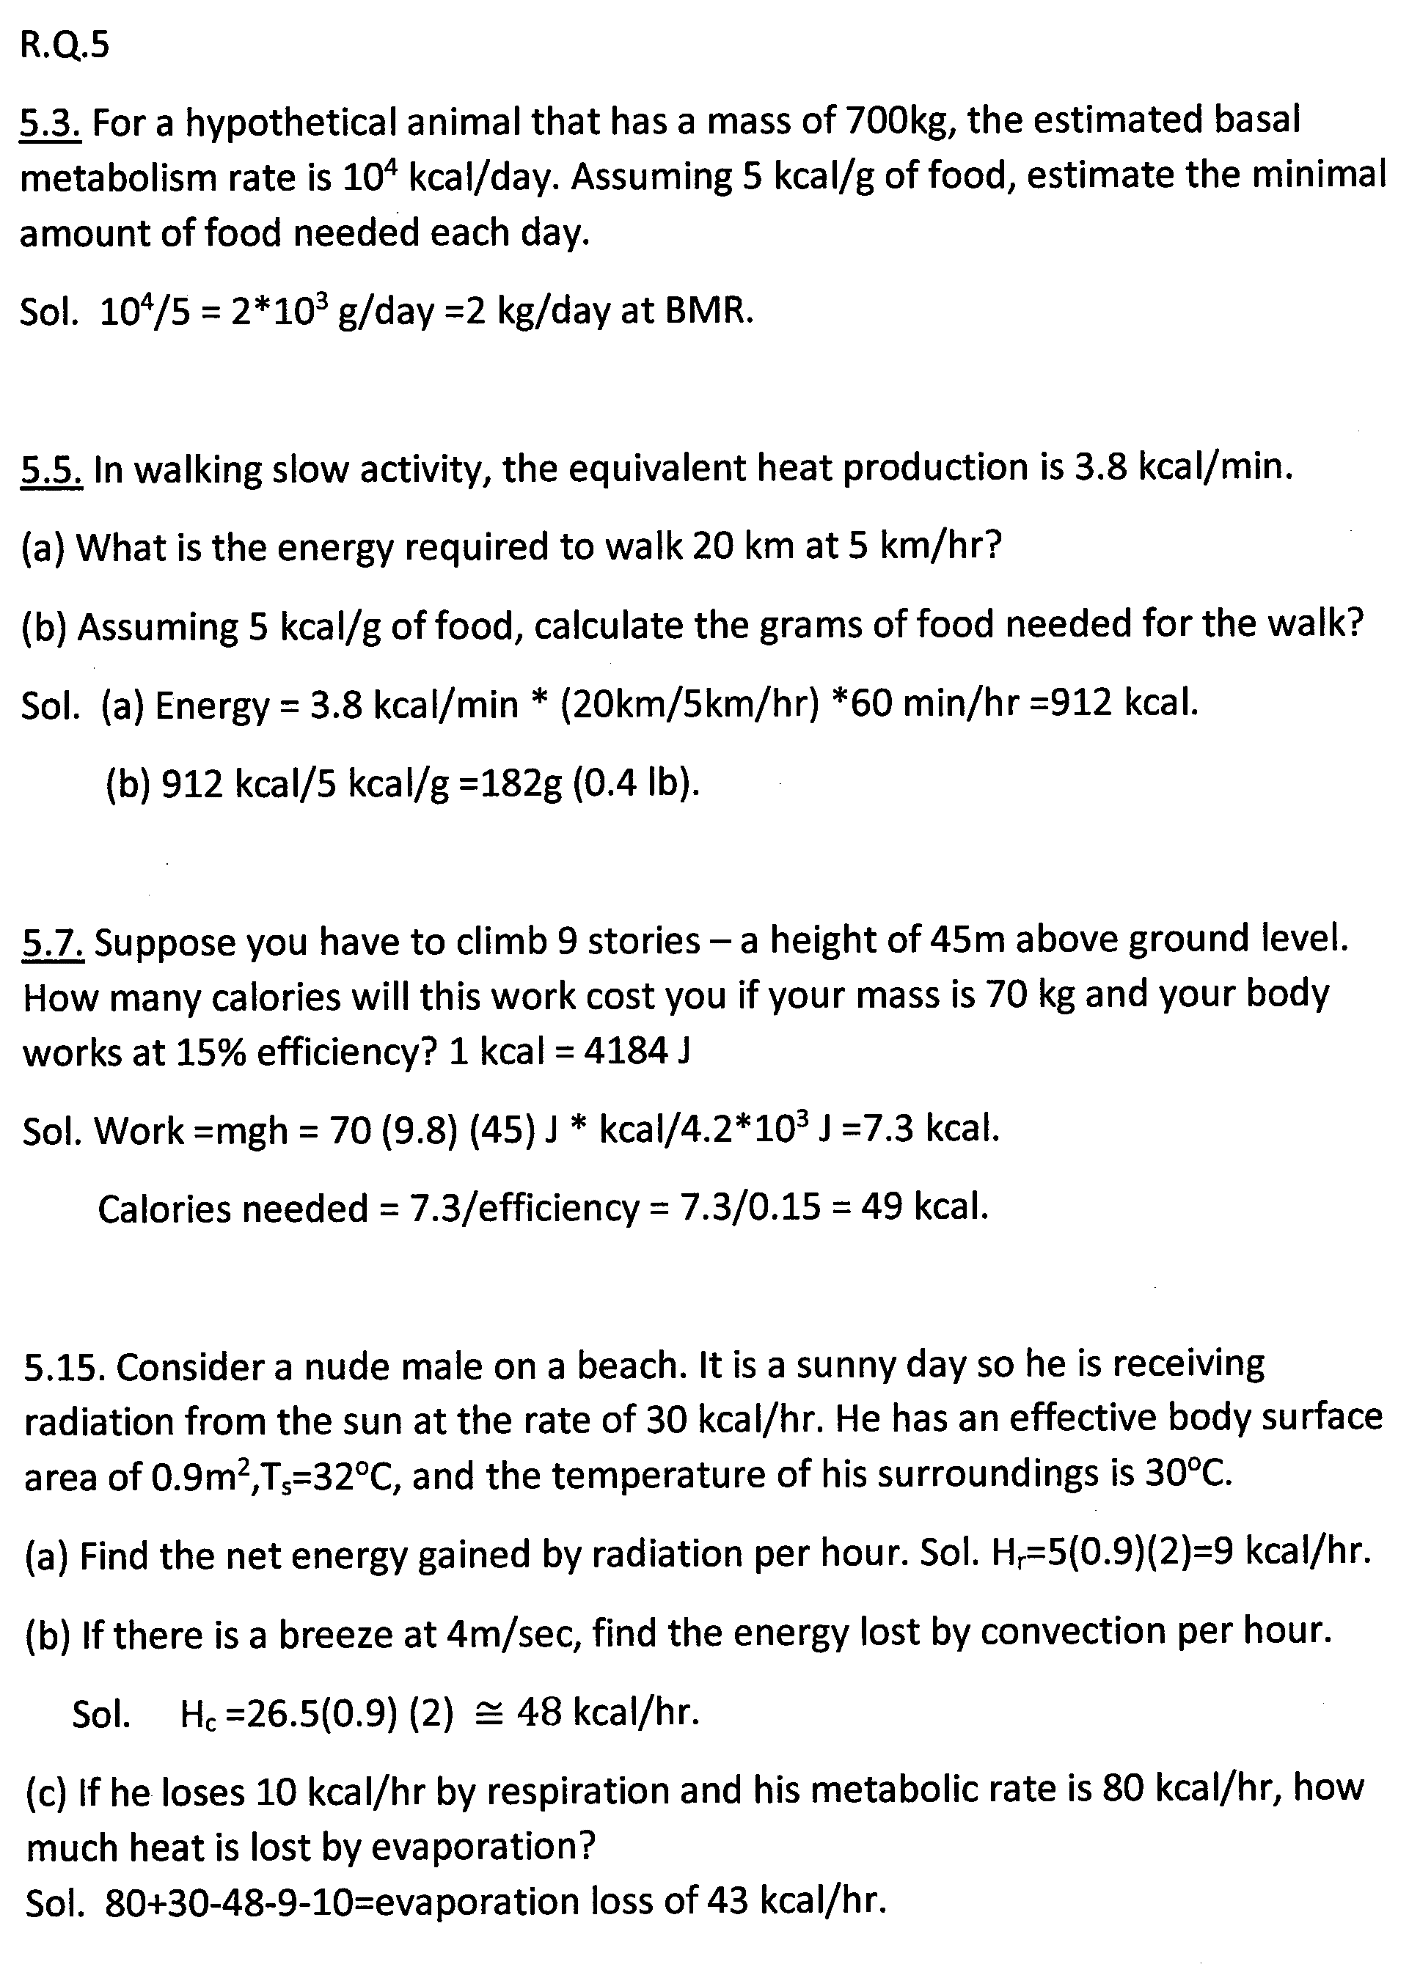 R.Q.5
5.3. For a hypothetical animal that has a mass of 700kg, the estimated basal
metabolism rate is 10⁴ kcal/day. Assuming 5 kcal/g of food, estimate the minimal
amount of food needed each day.
Sol. 10⁴/5 = 2*10³ g/day =2 kg/day at BMR.
5.5. In walking slow activity, the equivalent heat production is 3.8 kcal/min.
(a) What is the energy required to walk 20 km at 5 km/hr?
(b) Assuming 5 kcal/g of food, calculate the grams of food needed for the walk?
Sol. (a) Energy = 3.8 kcal/min * (20km/5km/hr) *60 min/hr =912 kcal.
(b) 912 kcal/5 kcal/g =182g (0.4 lb).
5.7. Suppose you have to climb 9 stories – a height of 45m above ground level.
How many calories will this work cost you if your mass is 70 kg and your body
works at 15% efficiency? 1 kcal = 4184 J
Sol. Work =mgh = 70 (9.8) (45) J * kcal/4.2*10³ J =7.3 kcal.
Calories needed = 7.3/efficiency = 7.3/0.15 = 49 kcal.
5.15. Consider a nude male on a beach. It is a sunny day so he is receiving
radiation from the sun at the rate of 30 kcal/hr. He has an effective body surface
area of 0.9m²,Tₛ=32⁰C, and the temperature of his surroundings is 30⁰C.
(a) Find the net energy gained by radiation per hour. Sol. Hᵣ=5(0.9)(2)=9 kcal/hr.
(b) If there is a breeze at 4m/sec, find the energy lost by convection per hour.
Sol. H꜀ =26.5(0.9) (2) ≅ 48 kcal/hr.
(c) If he loses 10 kcal/hr by respiration and his metabolic rate is 80 kcal/hr, how
much heat is lost by evaporation?
Sol. 80+30-48-9-10=evaporation loss of 43 kcal/hr.